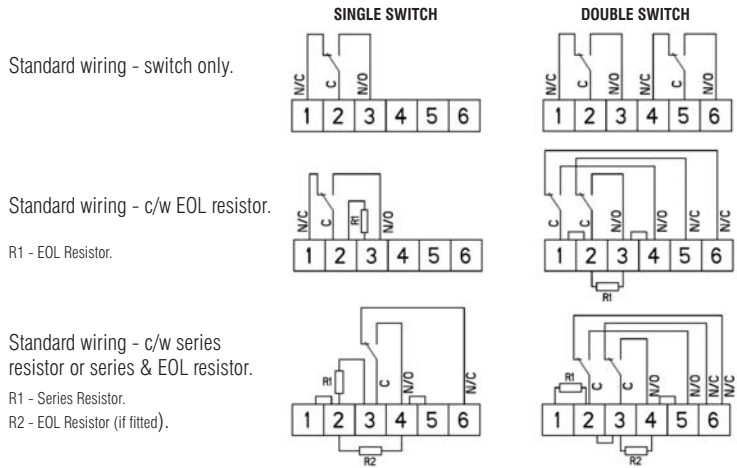 SINGLE SWITCH DOUBLE SWITCH
Standard wiring - switch only.
N/C C N/O N/C C N/O N/C C N/O
1 2 3 4 5 6 1 2 3 4 5 6
Standard wiring - c/w EOL resistor.
R1 - EOL Resistor.
N/C C R1 N/O C C N/O N/O N/C N/C
1 2 3 4 5 6 1 2 3 4 5 6
R1
Standard wiring - c/w series
resistor or series & EOL resistor.
R1 - Series Resistor.
R2 - EOL Resistor (if fitted).
R1 C N/O N/C R1 C C N/O N/O N/C N/C
1 2 3 4 5 6 1 2 3 4 5 6
R2 R2